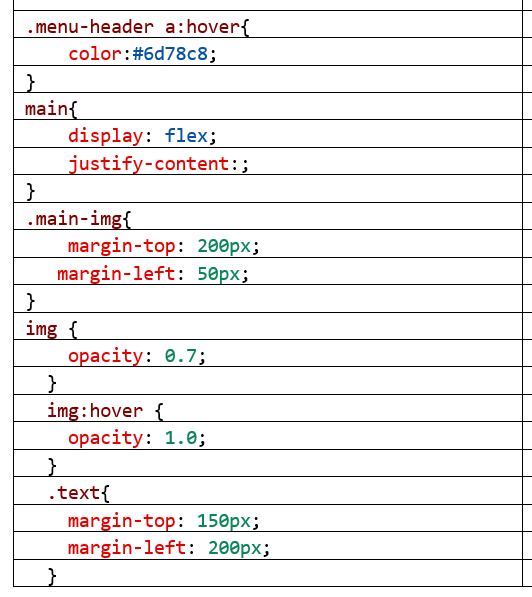 .menu-header a:hover{
    color:#6d78c8;
}
main{
    display: flex;
    justify-content:;
}
.main-img{
    margin-top: 200px;
   margin-left: 50px;
}
img {
    opacity: 0.7;
  }
  img:hover {
    opacity: 1.0;
  }
  .text{
    margin-top: 150px;
    margin-left: 200px;
  }